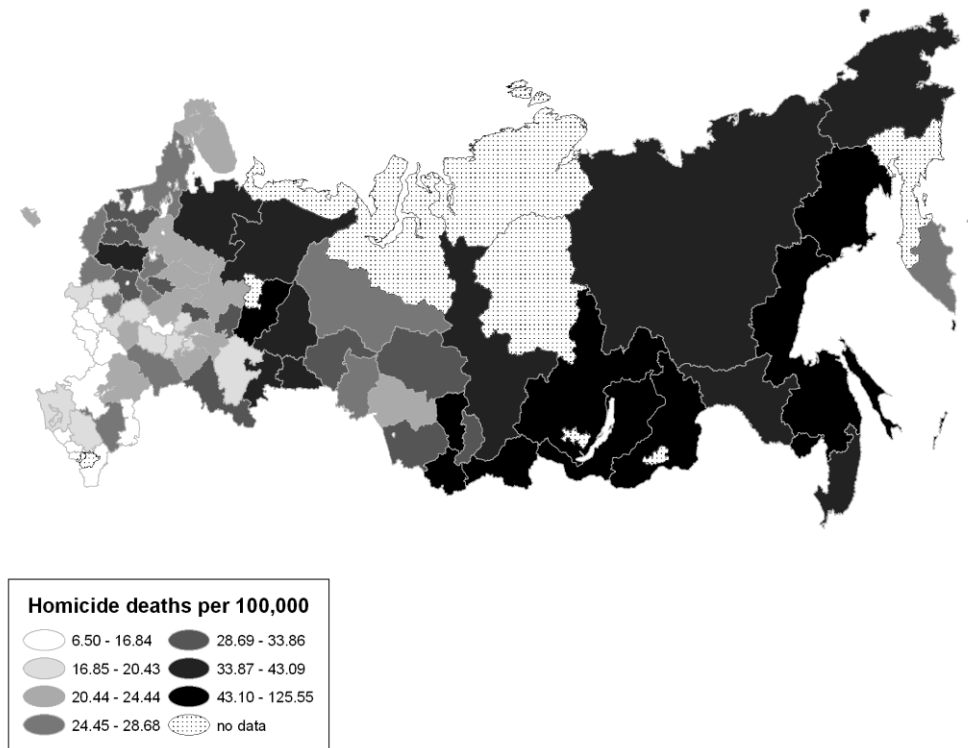 Homicide deaths per 100,000
6.50 - 16.84
28.69 - 33.86
16.85 - 20.43
33.87 - 43.09
20.44 - 24.44
43.10 - 125.55
24.45 - 28.68
no data